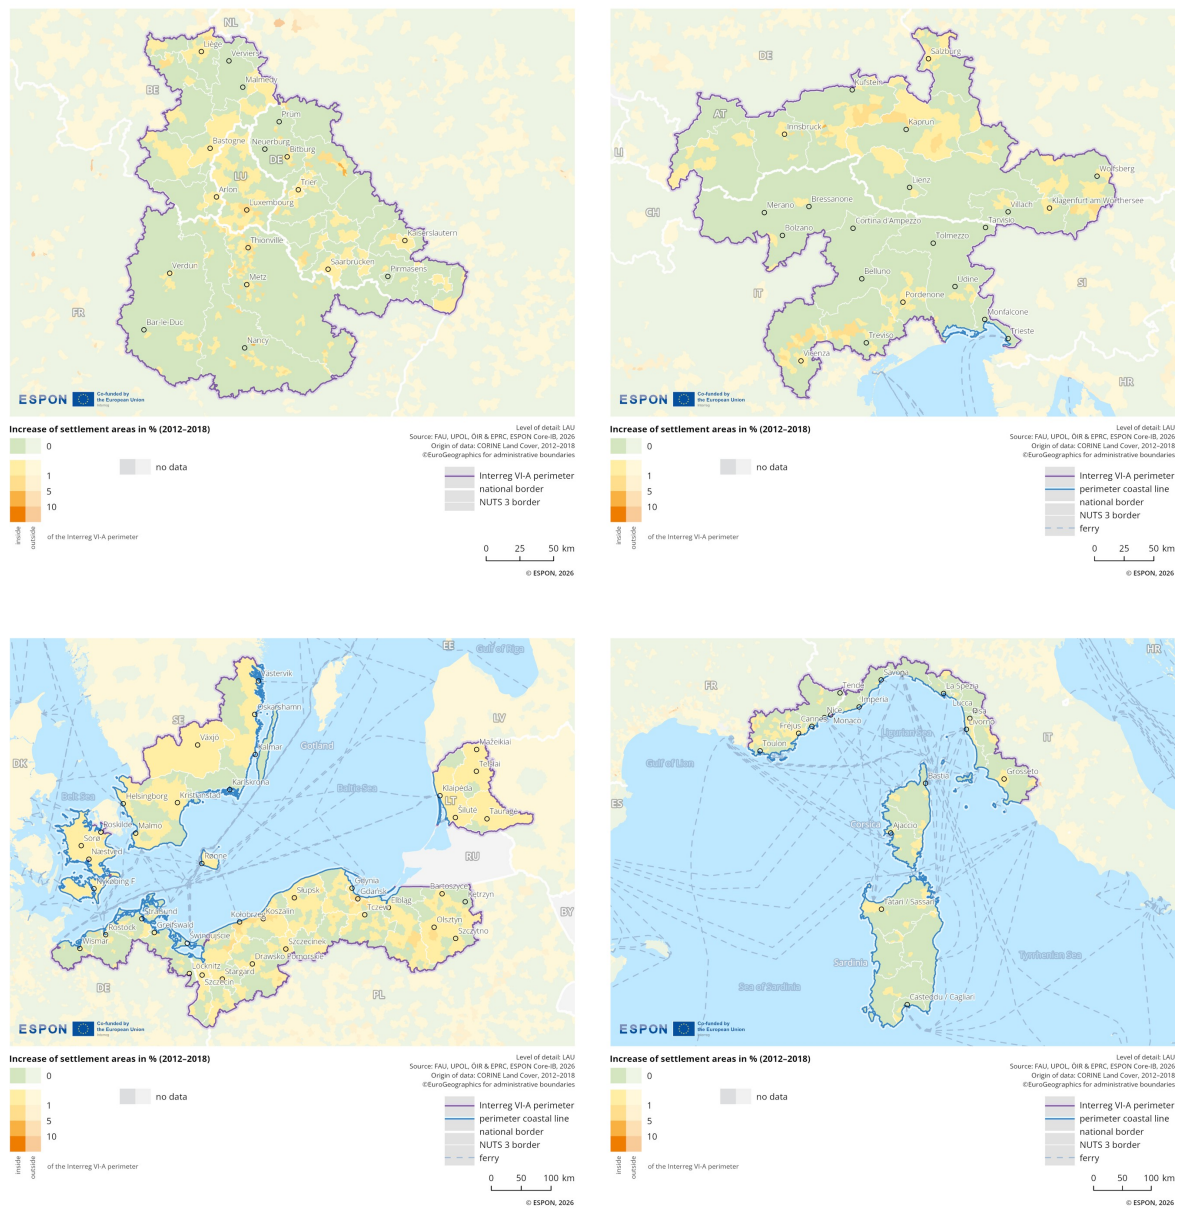 NL
Liège
Verviers
BE
Malmedy
Prüm
Bastogne
Neuerburg
Bitburg
DE
LU
Trier
Arlon
Luxembourg
Thionville
Kaiserslautern
Verdun
Saarbrücken
Metz
Pirmasens
FR
Bar-le-Duc
Nancy
ESPON
Co-funded by
the European Union
Interreg
Increase of settlement areas in % (2012–2018)
0
1
5
10
no data
inside
outside
of the Interreg VI-A perimeter
Level of detail: LAU
Source: FAU, UPOL, ÖIR & EPRC, ESPON Core-IB, 2026
Origin of data: CORINE Land Cover, 2012–2018
©EuroGeographics for administrative boundaries
Interreg VI-A perimeter
national border
NUTS 3 border
0 25 50 km
© ESPON, 2026
DE
Salzburg
Kufstein
AT
Innsbruck
Kaprun
LI
Wolfsberg
Lienz
CH
Merano
Bressanone
Villach
Klagenfurt am Wörthersee
Bolzano
Cortina d'Ampezzo
Tarvisio
Tolmezzo
Belluno
Udine
SI
IT
Pordenone
Monfalcone
Treviso
Trieste
Vicenza
HR
ESPON
Co-funded by
the European Union
Interreg
Increase of settlement areas in % (2012–2018)
0
1
5
10
no data
inside
outside
of the Interreg VI-A perimeter
Level of detail: LAU
Source: FAU, UPOL, ÖIR & EPRC, ESPON Core-IB, 2026
Origin of data: CORINE Land Cover, 2012–2018
©EuroGeographics for administrative boundaries
Interreg VI-A perimeter
perimeter coastal line
national border
NUTS 3 border
ferry
0 25 50 km
© ESPON, 2026
EE
Gulf of Riga
Västervik
Oskarshamn
SE
LV
Växjö
Kalmar
Gotland
Mažeikiai
Telšiai
DK
Karlskrona
Baltic Sea
Klaipėda
LT
Belt Sea
Helsingborg
Kristianstad
Šilutė
Tauragė
Roskilde
Malmö
Sorø
Næstved
Rønne
RU
Nykøbing F
Gdynia
Bartoszyce
Słupsk
Gdańsk
Kętrzyn
Elbląg
Stralsund
Kołobrzeg
Koszalin
Tczew
BY
Rostock
Greifswald
Olsztyn
Wismar
Świnoujście
Szczecinek
Szczytno
Drawsko Pomorskie
Löcknitz
Stargard
Szczecin
DE
PL
ESPON
Co-funded by
the European Union
Interreg
Increase of settlement areas in % (2012–2018)
0
1
5
10
no data
inside
outside
of the Interreg VI-A perimeter
Level of detail: LAU
Source: FAU, UPOL, ÖIR & EPRC, ESPON Core-IB, 2026
Origin of data: CORINE Land Cover, 2012–2018
©EuroGeographics for administrative boundaries
Interreg VI-A perimeter
perimeter coastal line
national border
NUTS 3 border
ferry
0 50 100 km
© ESPON, 2026
HR
FR
Tende
Savona
La Spezia
Imperia
Lucca
Nice
Pisa
Cannes
Monaco
Livorno
Fréjus
Ligurian Sea
IT
Toulon
Gulf of Lion
Grosseto
Bastia
ES
Corsica
Ajaccio
Tatari / Sassari
Sardinia
Tyrrhenian Sea
Sea of Sardinia
Casteddu / Cagliari
ESPON
Co-funded by
the European Union
Interreg
Increase of settlement areas in % (2012–2018)
0
1
5
10
no data
inside
outside
of the Interreg VI-A perimeter
Level of detail: LAU
Source: FAU, UPOL, ÖIR & EPRC, ESPON Core-IB, 2026
Origin of data: CORINE Land Cover, 2012–2018
©EuroGeographics for administrative boundaries
Interreg VI-A perimeter
perimeter coastal line
national border
NUTS 3 border
ferry
0 50 100 km
© ESPON, 2026